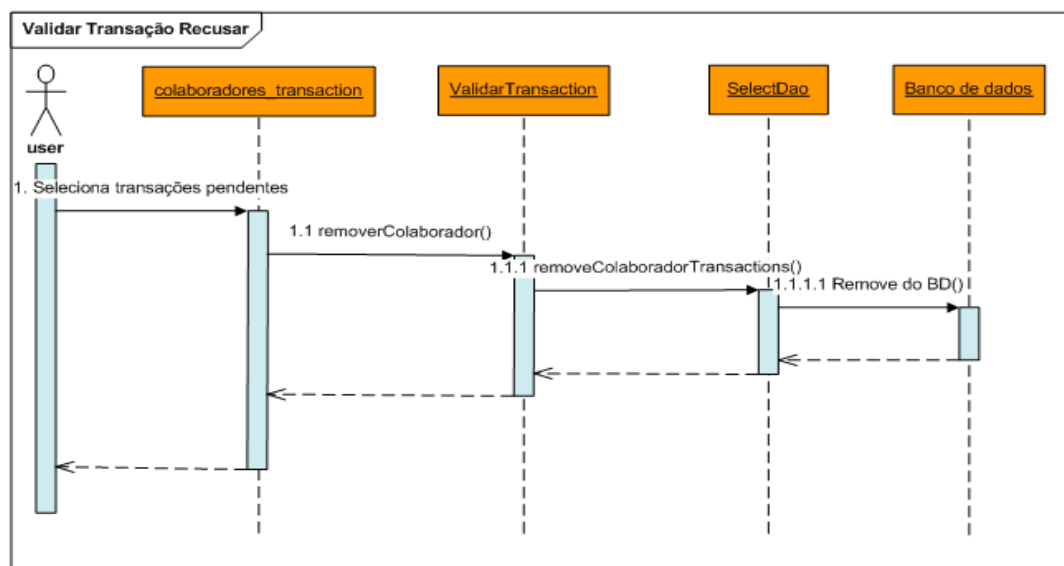 Validar Transação Recusar
colaboradores_transaction
ValidarTransaction
SelectDao
Banco de dados
user
1. Seleciona transações pendentes
1.1 removerColaborador()
1.1.1 removeColaboradorTransactions()
1.1.1.1 Remove do BD()